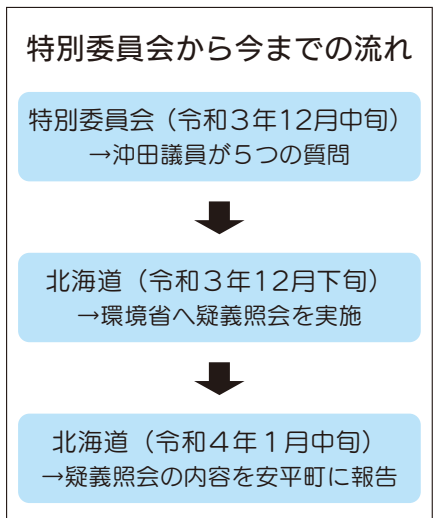 特別委員会から今までの流れ
特別委員会（令和３年12月中旬）
→沖田議員が５つの質問
北海道（令和３年12月下旬）
→環境省へ疑義照会を実施
北海道（令和４年１月中旬）
→疑義照会の内容を安平町に報告